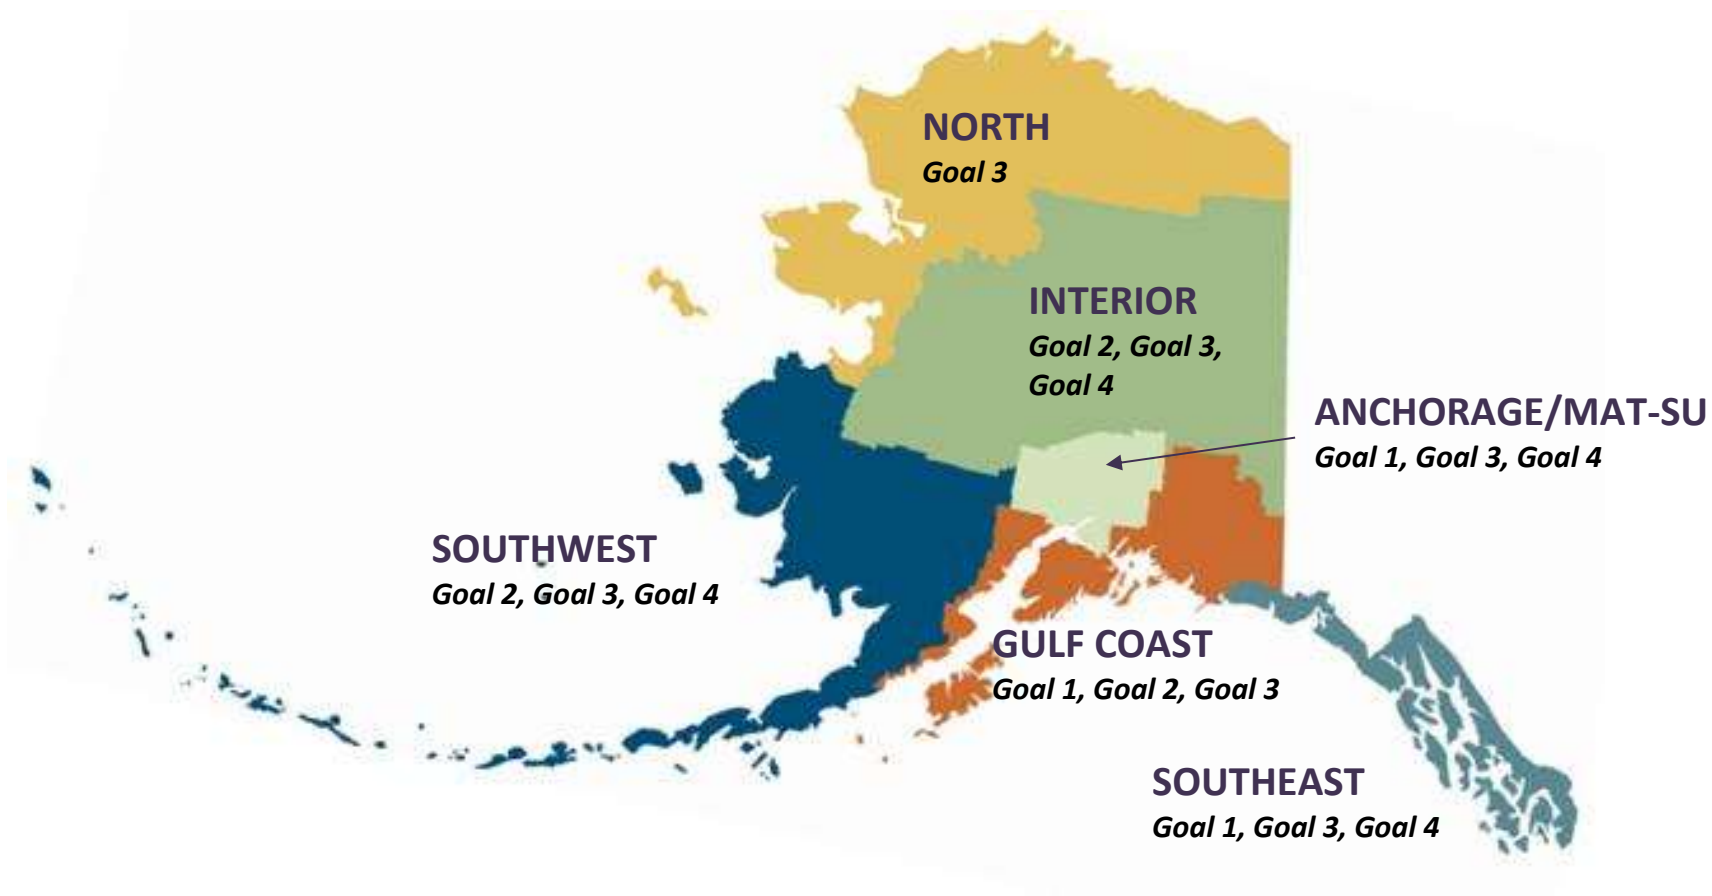 NORTH
Goal 3
INTERIOR
Goal 2, Goal 3,
Goal 4
ANCHORAGE/MAT-SU
Goal 1, Goal 3, Goal 4
SOUTHWEST
Goal 2, Goal 3, Goal 4
GULF COAST
Goal 1, Goal 2, Goal 3
SOUTHEAST
Goal 1, Goal 3, Goal 4